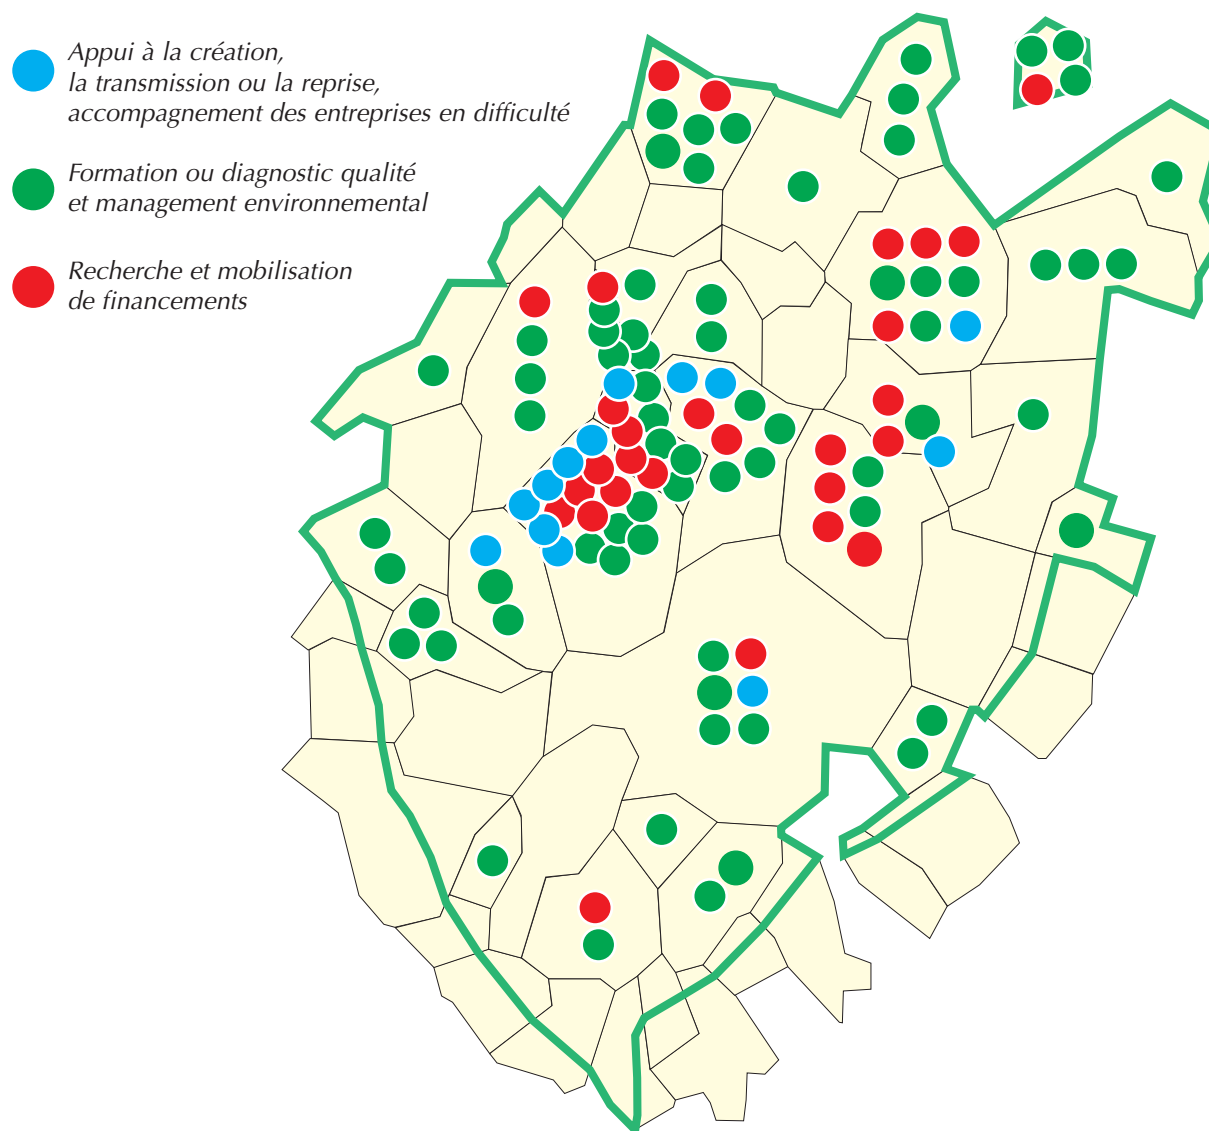 Appui à la création,
la transmission ou la reprise,
accompagnement des entreprises en difficulté
Formation ou diagnostic qualité
et management environnemental
Recherche et mobilisation
de financements